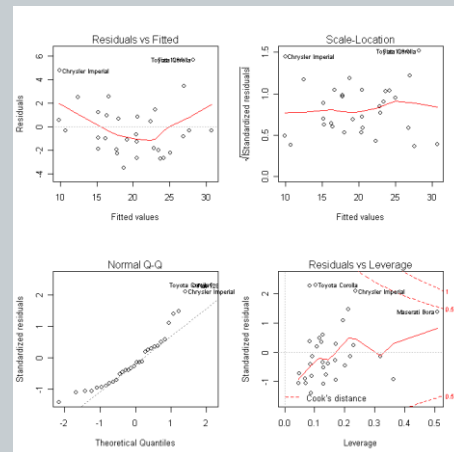 Residuals vs Fitted
Residuals
-4 -2 0 2 4 6
Chrysler Imperial
10 15 20 25 30
Fitted values
Scale-Location
√|Standardized residuals|
0.0 0.5 1.0 1.5
Chrysler Imperial
10 15 20 25 30
Fitted values
Normal Q-Q
Standardized residuals
-1 0 1 2
Chrysler Imperial
-2 -1 0 1 2
Theoretical Quantiles
Residuals vs Leverage
Standardized residuals
-1 0 1 2
Toyota Corolla
Chrysler Imperial
Maserati Bora
1
0.5
0.5
Cook's distance
0.0 0.1 0.2 0.3 0.4 0.5
Leverage